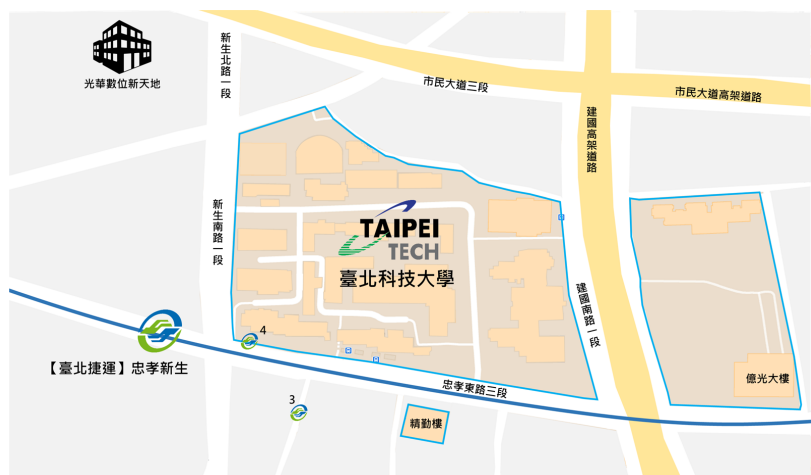 新生北路一段
光華數位新天地
市民大道三段
市民大道高架道路
建國高架道路
新生南路一段
TAIPEI
TECH
臺北科技大學
建國南路一段
4
【臺北捷運】忠孝新生
忠孝東路三段
億光大樓
3
精勤樓